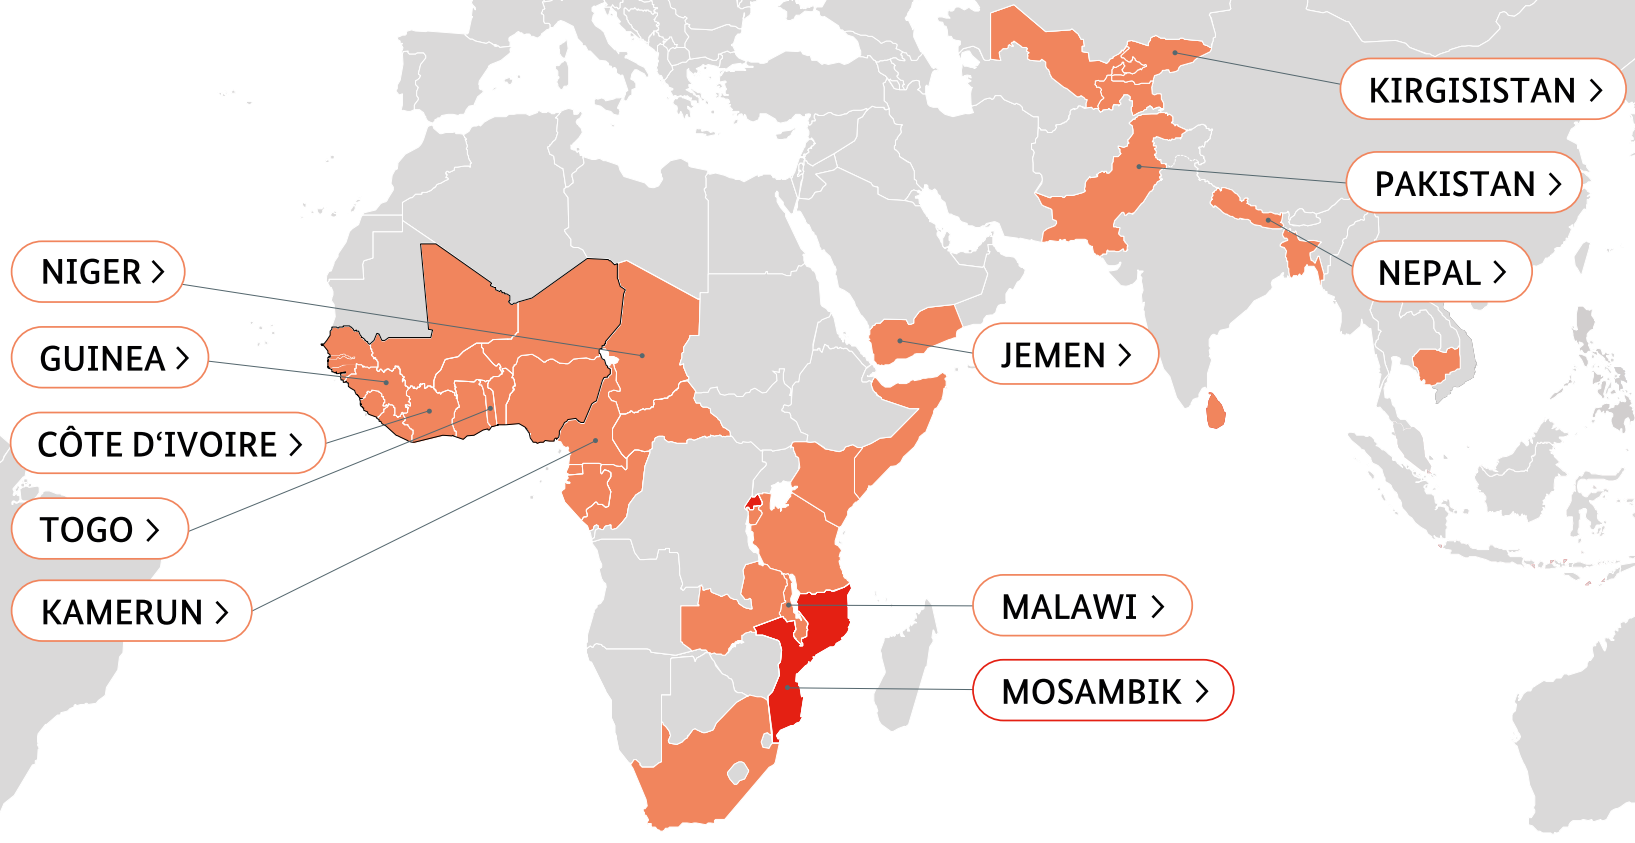 KIRGISISTAN
PAKISTAN
NIGER
NEPAL
GUINEA
JEMEN
CÔTE D‘IVOIRE
TOGO
KAMERUN
MALAWI
MOSAMBIK